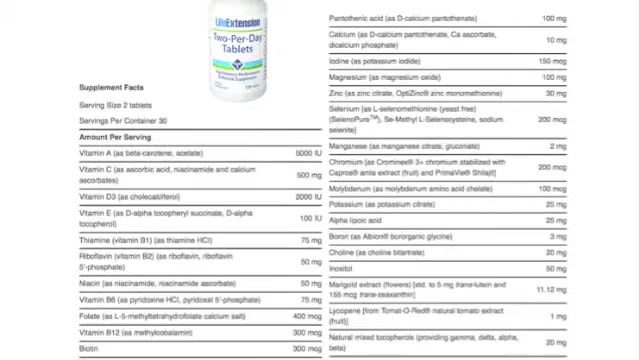 LifeExtension
Two-Per-Day
Tablets
Supplement Facts
Serving Size 2 tablets
Servings Per Container 30
Amount Per Serving
Vitamin A (as beta-carotene, acetate) 5000 IU
Vitamin C (as ascorbic acid, niacinamide and calcium
ascorbates) 500 mg
Vitamin D3 (as cholecalciferol) 2000 IU
Vitamin E (as D-alpha tocopheryl succinate, D-alpha
tocopherol) 100 IU
Thiamine (vitamin B1) (as thiamine HCl) 75 mg
Riboflavin (vitamin B2) (as riboflavin, riboflavin
5'-phosphate) 50 mg
Niacin (as niacinamide, niacinamide ascorbate) 50 mg
Vitamin B6 (as pyridoxine HCl, pyridoxal 5'-phosphate) 75 mg
Folate (as L-5-methyltetrahydrofolate calcium salt) 400 mcg
Vitamin B12 (as methylcobalamin) 300 mcg
Biotin 300 mcg
Pantothenic acid (as D-calcium pantothenate) 100 mg
Calcium (as D-calcium pantothenate, Ca ascorbate,
dicalcium phosphate) 10 mg
Iodine (as potassium iodide) 150 mcg
Magnesium (as magnesium oxide) 100 mg
Zinc (as zinc citrate, OptiZinc® zinc monomethionine) 30 mg
Selenium [as L-selenomethionine (yeast free)
(SelenoPure™), Se-Methyl L-Selenocysteine, sodium
selenite] 200 mcg
Manganese (as manganese citrate, gluconate) 2 mg
Chromium [as Crominex® 3+ chromium stabilized with
Capros® amla extract (fruit) and PrimaVie® Shilajit] 200 mcg
Molybdenum (as molybdenum amino acid chelate) 100 mcg
Potassium (as potassium citrate) 25 mg
Alpha lipoic acid 25 mg
Boron (as Albion® bororganic glycine) 3 mg
Choline (as choline bitartrate) 20 mg
Inositol 50 mg
Marigold extract (flowers) [std. to 5 mg trans-lutein and
155 mcg trans-zeaxanthin] 11.12 mg
Lycopene [from Tomat-O-Red® natural tomato extract
(fruit)] 1 mg
Natural mixed tocopherols (providing gamma, delta, alpha,
beta) 20 mg